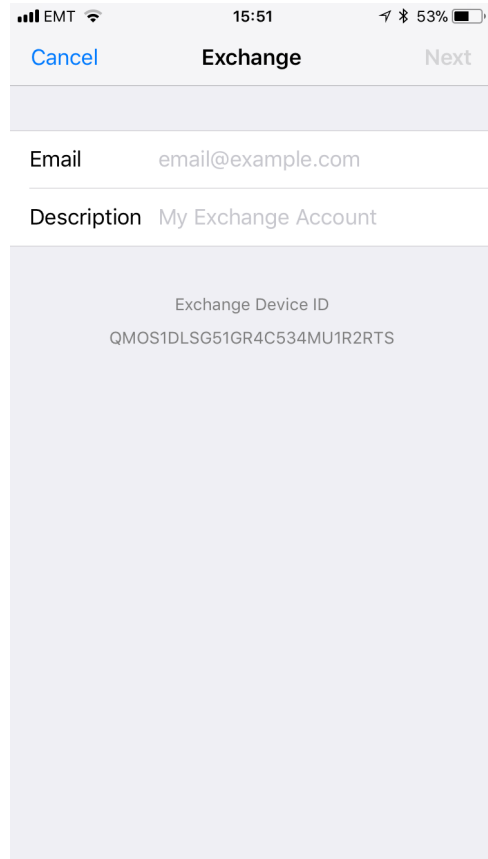 EMT 15:51 53%
Cancel Exchange Next
Email email@example.com
Description My Exchange Account
Exchange Device ID
QMOS1DLSG51GR4C534MU1R2RTS